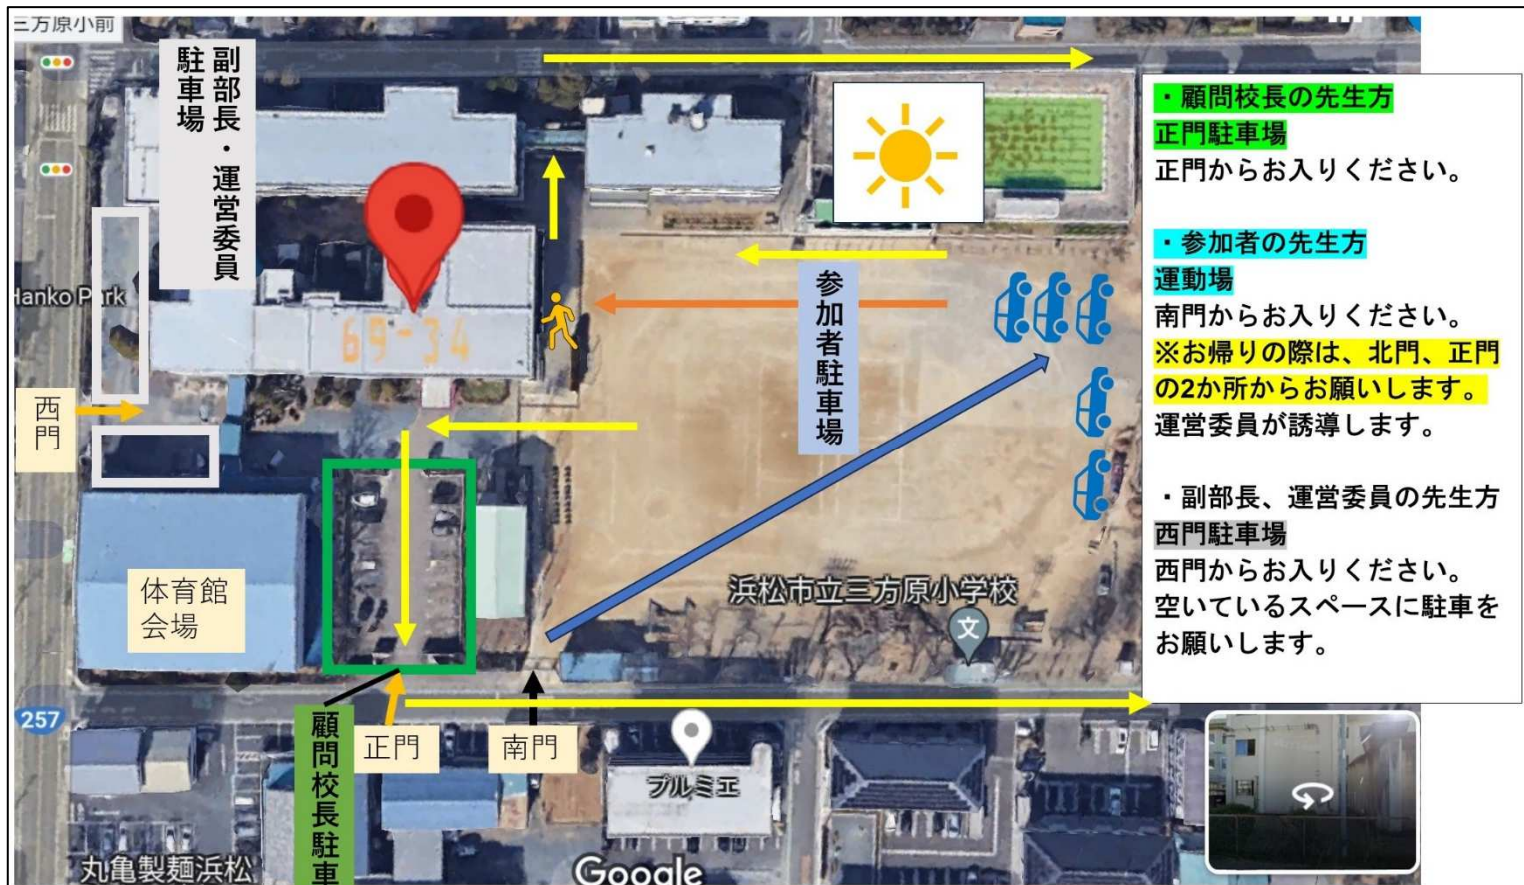 三方原小前
副部長・運営委員
駐車場
Hanko Park
69-34
西門
体育館
会場
参加者駐車場
浜松市立三方原小学校
文
257
正門
南門
顧問校長駐車
プルミエ
丸亀製麺浜松
Google
・顧問校長の先生方
正門駐車場
正門からお入りください。
・参加者の先生方
運動場
南門からお入りください。
※お帰りの際は、北門、正門
の2か所からお願いします。
運営委員が誘導します。
・副部長、運営委員の先生方
西門駐車場
西門からお入りください。
空いているスペースに駐車を
お願いします。